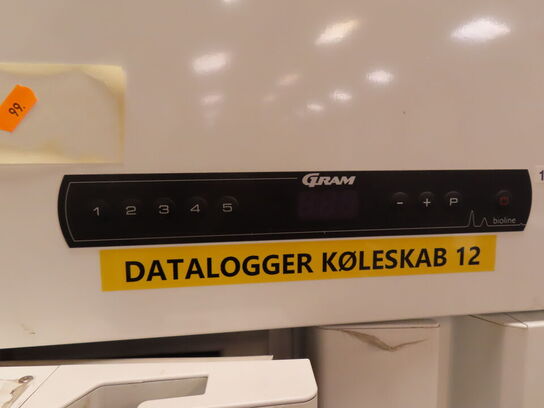 99.
GRAM
1 2 3 4 5 - + P
bioline
DATALOGGER KØLESKAB 12